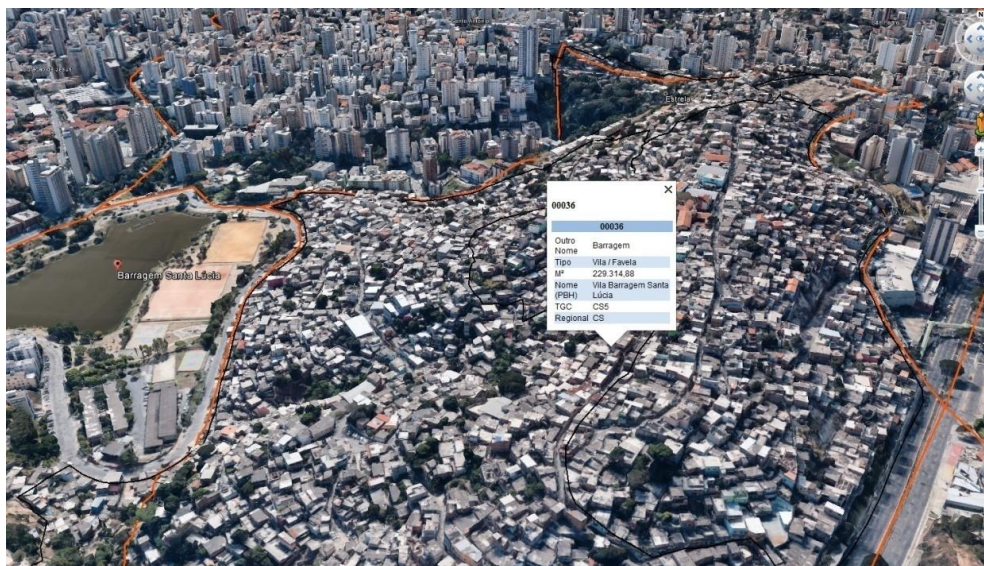 Estrela
Barragem Santa Lúcia
00036
00036
Outro Nome Barragem
Tipo Vila / Favela
M² 229.314,88
Nome (PBH) Vila Barragem Santa Lúcia
TGC CS5
Regional CS